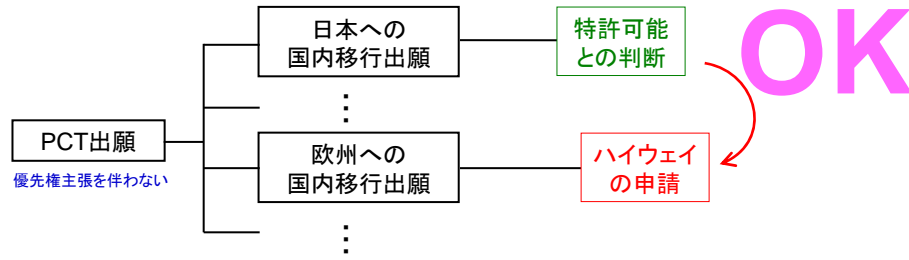 日本への
国内移行出願
特許可能
との判断
OK
⋮
PCT出願
優先権主張を伴わない
欧州への
国内移行出願
ハイウェイ
の申請
⋮